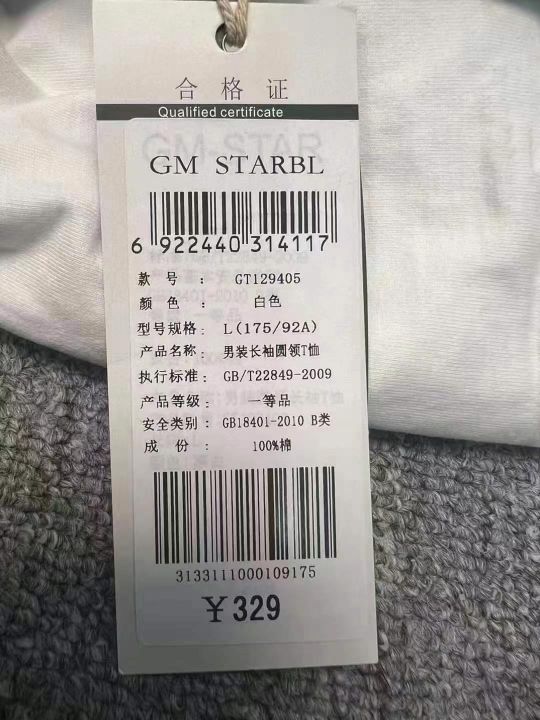 合格证
Qualified certificate
GM STARBL
6 922440 314117
款号：GT129405
颜色：白色
型号规格：L(175/92A)
产品名称：男装长袖圆领T恤
执行标准：GB/T22849-2009
产品等级：一等品
安全类别：GB18401-2010 B类
成份：100%棉
3133111000109175
￥329